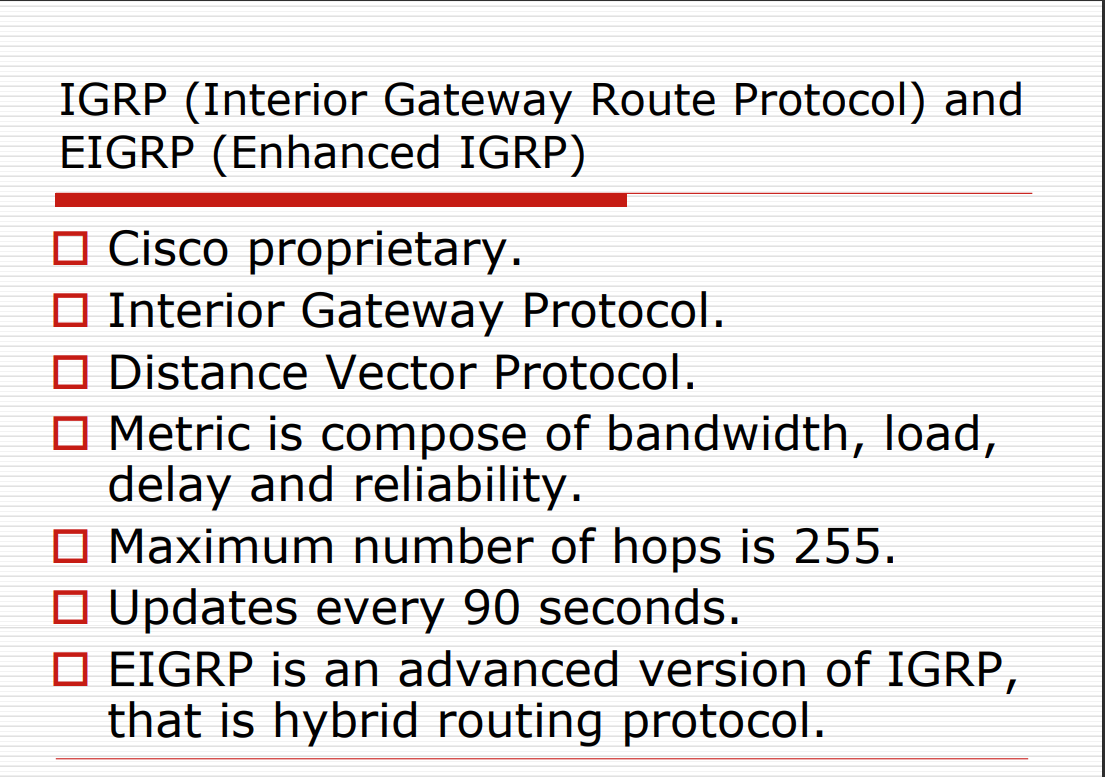 IGRP (Interior Gateway Route Protocol) and
EIGRP (Enhanced IGRP)
Cisco proprietary.
Interior Gateway Protocol.
Distance Vector Protocol.
Metric is compose of bandwidth, load,
delay and reliability.
Maximum number of hops is 255.
Updates every 90 seconds.
EIGRP is an advanced version of IGRP,
that is hybrid routing protocol.